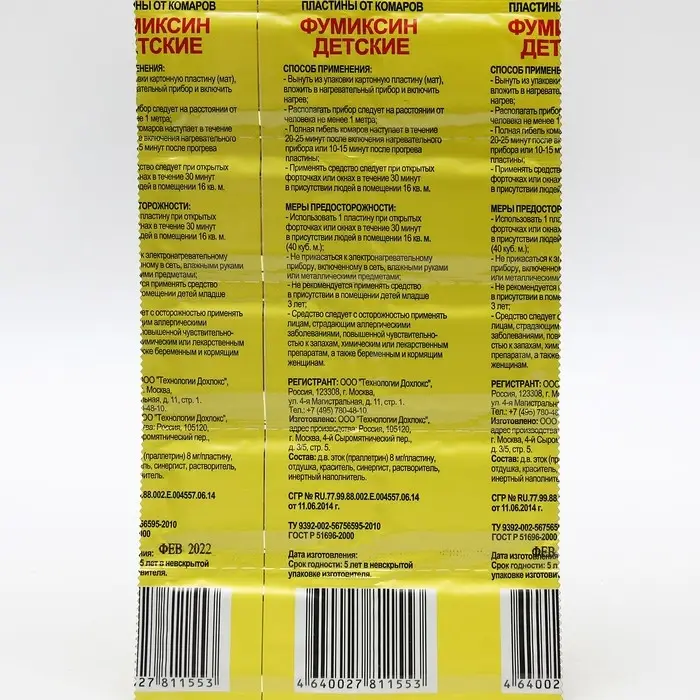 ПЛАСТИНЫ ОТ КОМАРОВ
ФУМИКСИН
ДЕТСКИЕ
СПОСОБ ПРИМЕНЕНИЯ:
- Вынуть из упаковки картонную пластину (мат),
вложить в нагревательный прибор и включить
нагрев;
- Располагать прибор следует на расстоянии от
человека не менее 1 метра;
- Полная гибель комаров наступает в течение
20-25 минут после включения нагревательного
прибора или 10-15 минут после прогрева
пластины;
- Применять средство следует при открытых
форточках или окнах в течение 30 минут
в присутствии людей в помещении 16 кв. м.
МЕРЫ ПРЕДОСТОРОЖНОСТИ:
- Использовать 1 пластину при открытых
форточках или окнах в течение 30 минут
в присутствии людей в помещении 16 кв. м.
(40 куб. м.);
- Не прикасаться к электронагревательному
прибору, включенному в сеть, влажными руками
или металлическими предметами;
- Не рекомендуется применять средство
в присутствии в помещении детей младше
3 лет;
- Средство следует с осторожностью применять
лицам, страдающим аллергическими
заболеваниями, повышенной чувствительно-
стью к запахам, химическим или лекарственным
препаратам, а также беременным и кормящим
женщинам.
РЕГИСТРАНТ: ООО "Технологии Дохлокс",
Россия, 123308, г. Москва,
ул. 4-я Магистральная, д. 11, стр. 1.
Тел.: +7 (495) 780-48-10.
Изготовлено: ООО "Технологии Дохлокс",
адрес производства: Россия, 105120,
г. Москва, 4-й Сыромятнический пер.,
д. 3/5, стр. 5.
Состав: д.в. эток (праллетрин) 8 мг/пластину,
отдушка, краситель, синергист, растворитель,
инертный наполнитель.
СГР № RU.77.99.88.002.Е.004557.06.14
от 11.06.2014 г.
ТУ 9392-002-56756595-2010
ГОСТ Р 51696-2000
ФЕВ 2022
Дата изготовления:
Срок годности: 5 лет в невскрытой
упаковке изготовителя.
27 811553
4 640027 811553
4 64002
ФЕВ